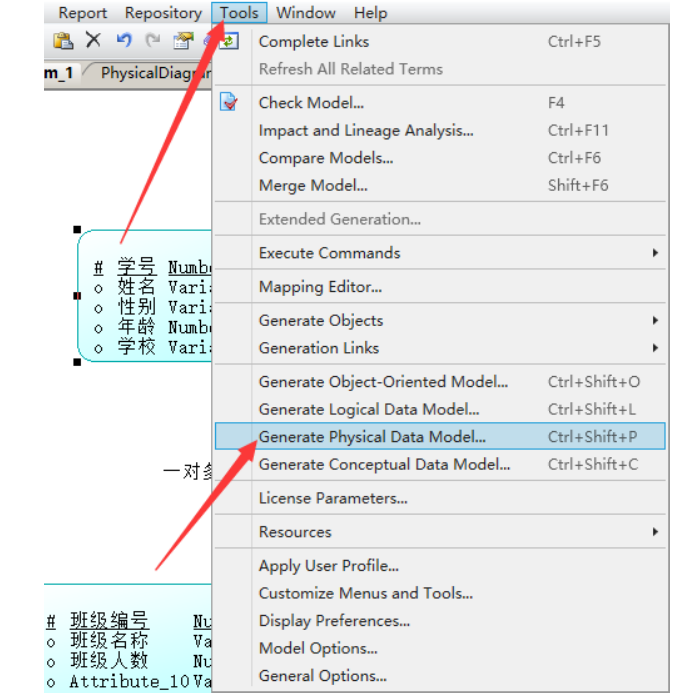 Report Repository Tools Window Help
m_1 PhysicalDiagram
Complete Links Ctrl+F5
Refresh All Related Terms
Check Model... F4
Impact and Lineage Analysis... Ctrl+F11
Compare Models... Ctrl+F6
Merge Model... Shift+F6
Extended Generation...
Execute Commands
Mapping Editor...
Generate Objects
Generation Links
Generate Object-Oriented Model... Ctrl+Shift+O
Generate Logical Data Model... Ctrl+Shift+L
Generate Physical Data Model... Ctrl+Shift+P
Generate Conceptual Data Model... Ctrl+Shift+C
License Parameters...
Resources
Apply User Profile...
Customize Menus and Tools...
Display Preferences...
Model Options...
General Options...
# 学号 Numb
o 姓名 Vari
o 性别 Vari
o 年龄 Numb
o 学校 Vari
一对多
# 班级编号 Nu
o 班级名称 Va
o 班级人数 Nu
o Attribute_10 Va